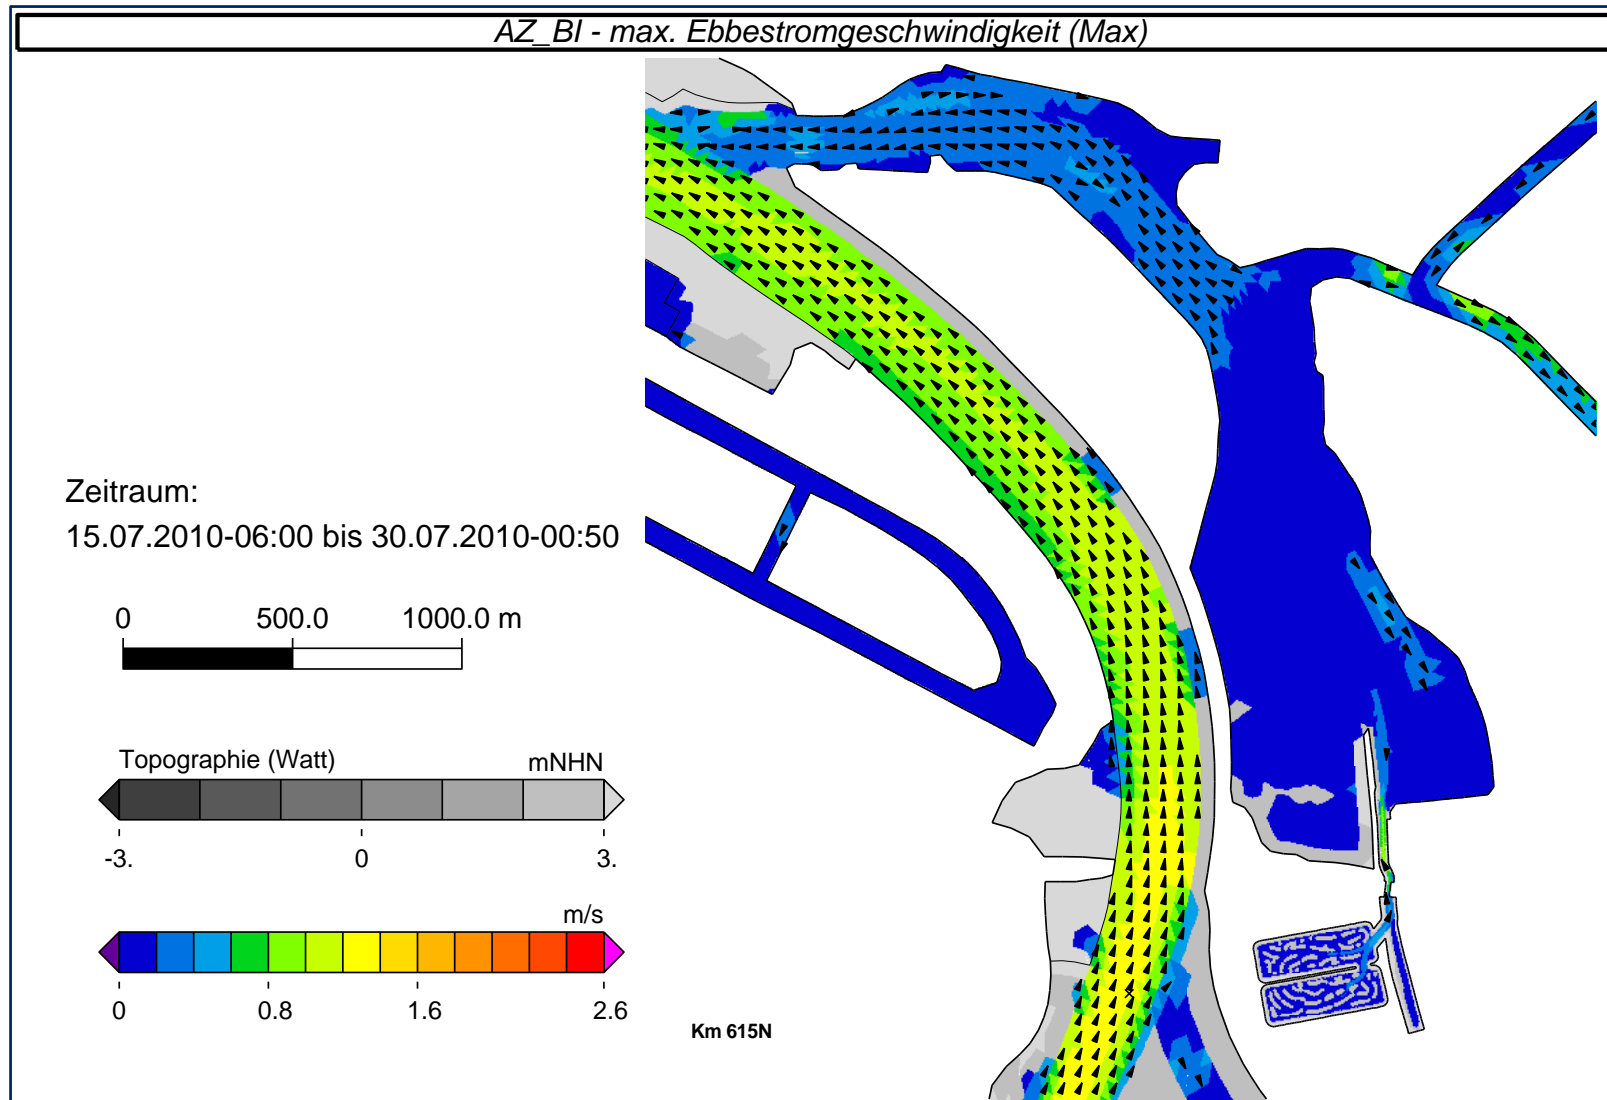 AZ_BI - max. Ebbestromgeschwindigkeit (Max)
Zeitraum:
15.07.2010-06:00 bis 30.07.2010-00:50
0 500.0 1000.0 m
Topographie (Watt) mNHN
-3. 0 3.
m/s
0 0.8 1.6 2.6
Km 615N